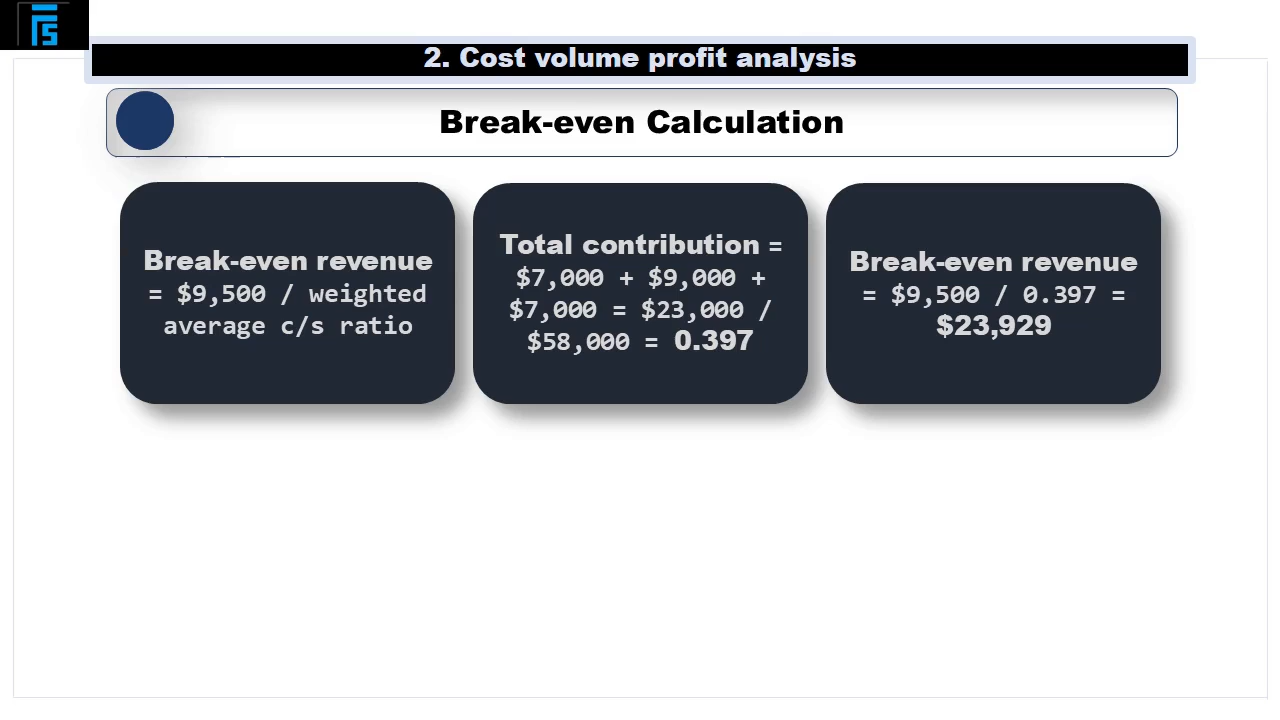 2. Cost volume profit analysis
Break-even Calculation
Break-even revenue
= $9,500 / weighted
average c/s ratio
Total contribution =
$7,000 + $9,000 +
$7,000 = $23,000 /
$58,000 = 0.397
Break-even revenue
= $9,500 / 0.397 =
$23,929